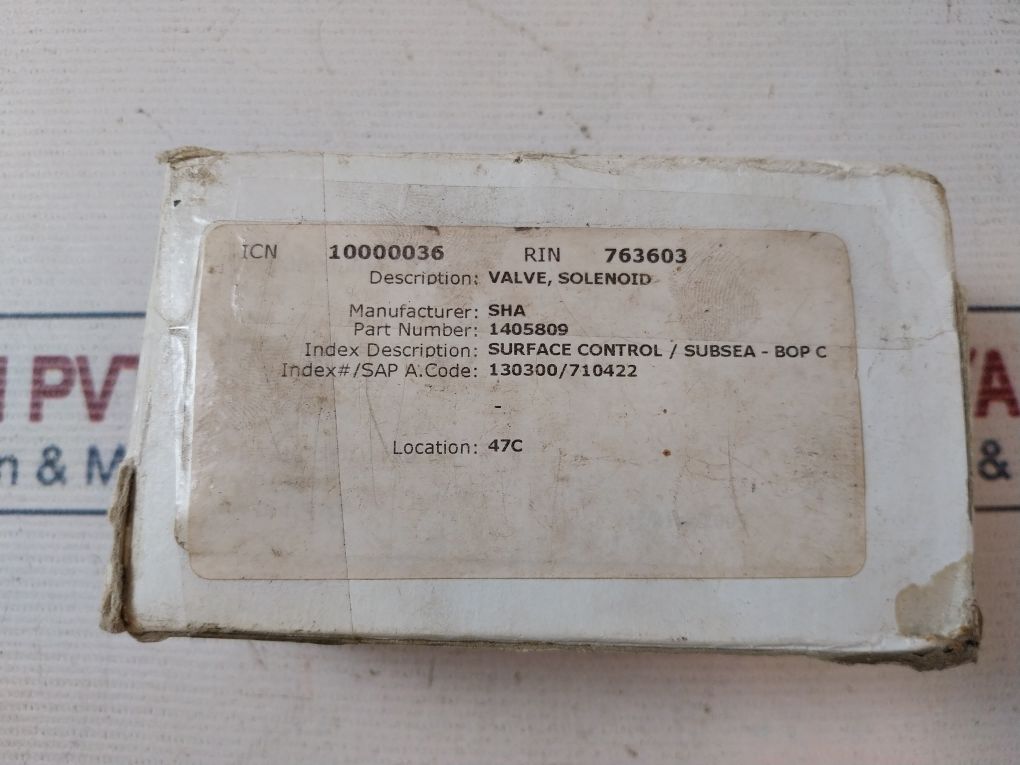 ICN 10000036 RIN 763603
Description: VALVE, SOLENOID
Manufacturer: SHA
Part Number: 1405809
Index Description: SURFACE CONTROL / SUBSEA - BOP C
Index#/SAP A.Code: 130300/710422
-
Location: 47C
PVT
n & M
A
&